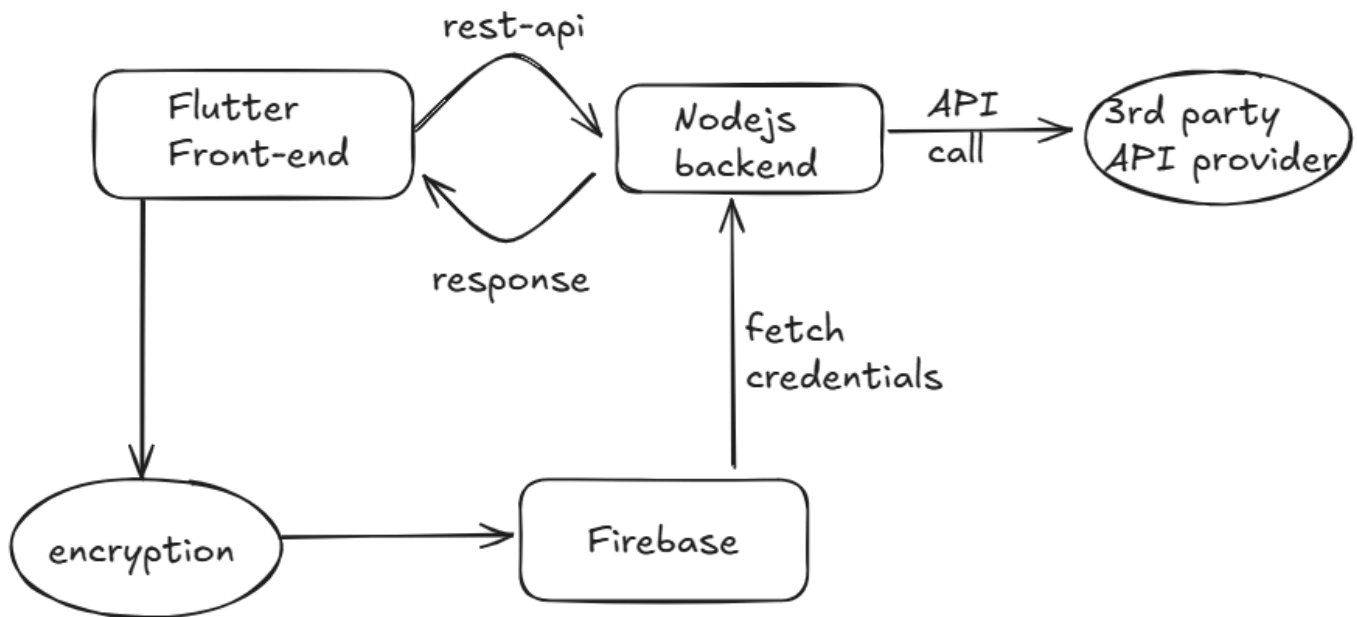 rest-api
Flutter
Front-end
Nodejs
backend
API
call
3rd party
API provider
response
fetch
credentials
encryption
Firebase